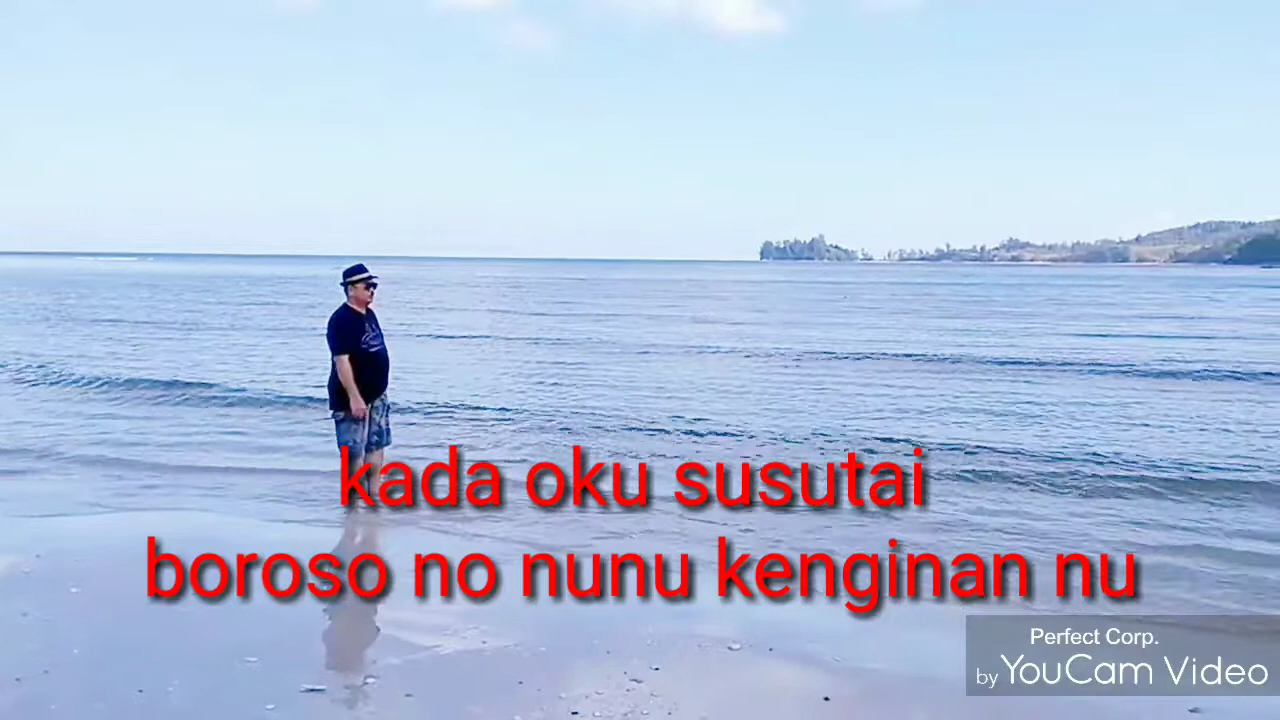 kada oku susutai
boroso no nunu kenginan nu
Perfect Corp.
by YouCam Video